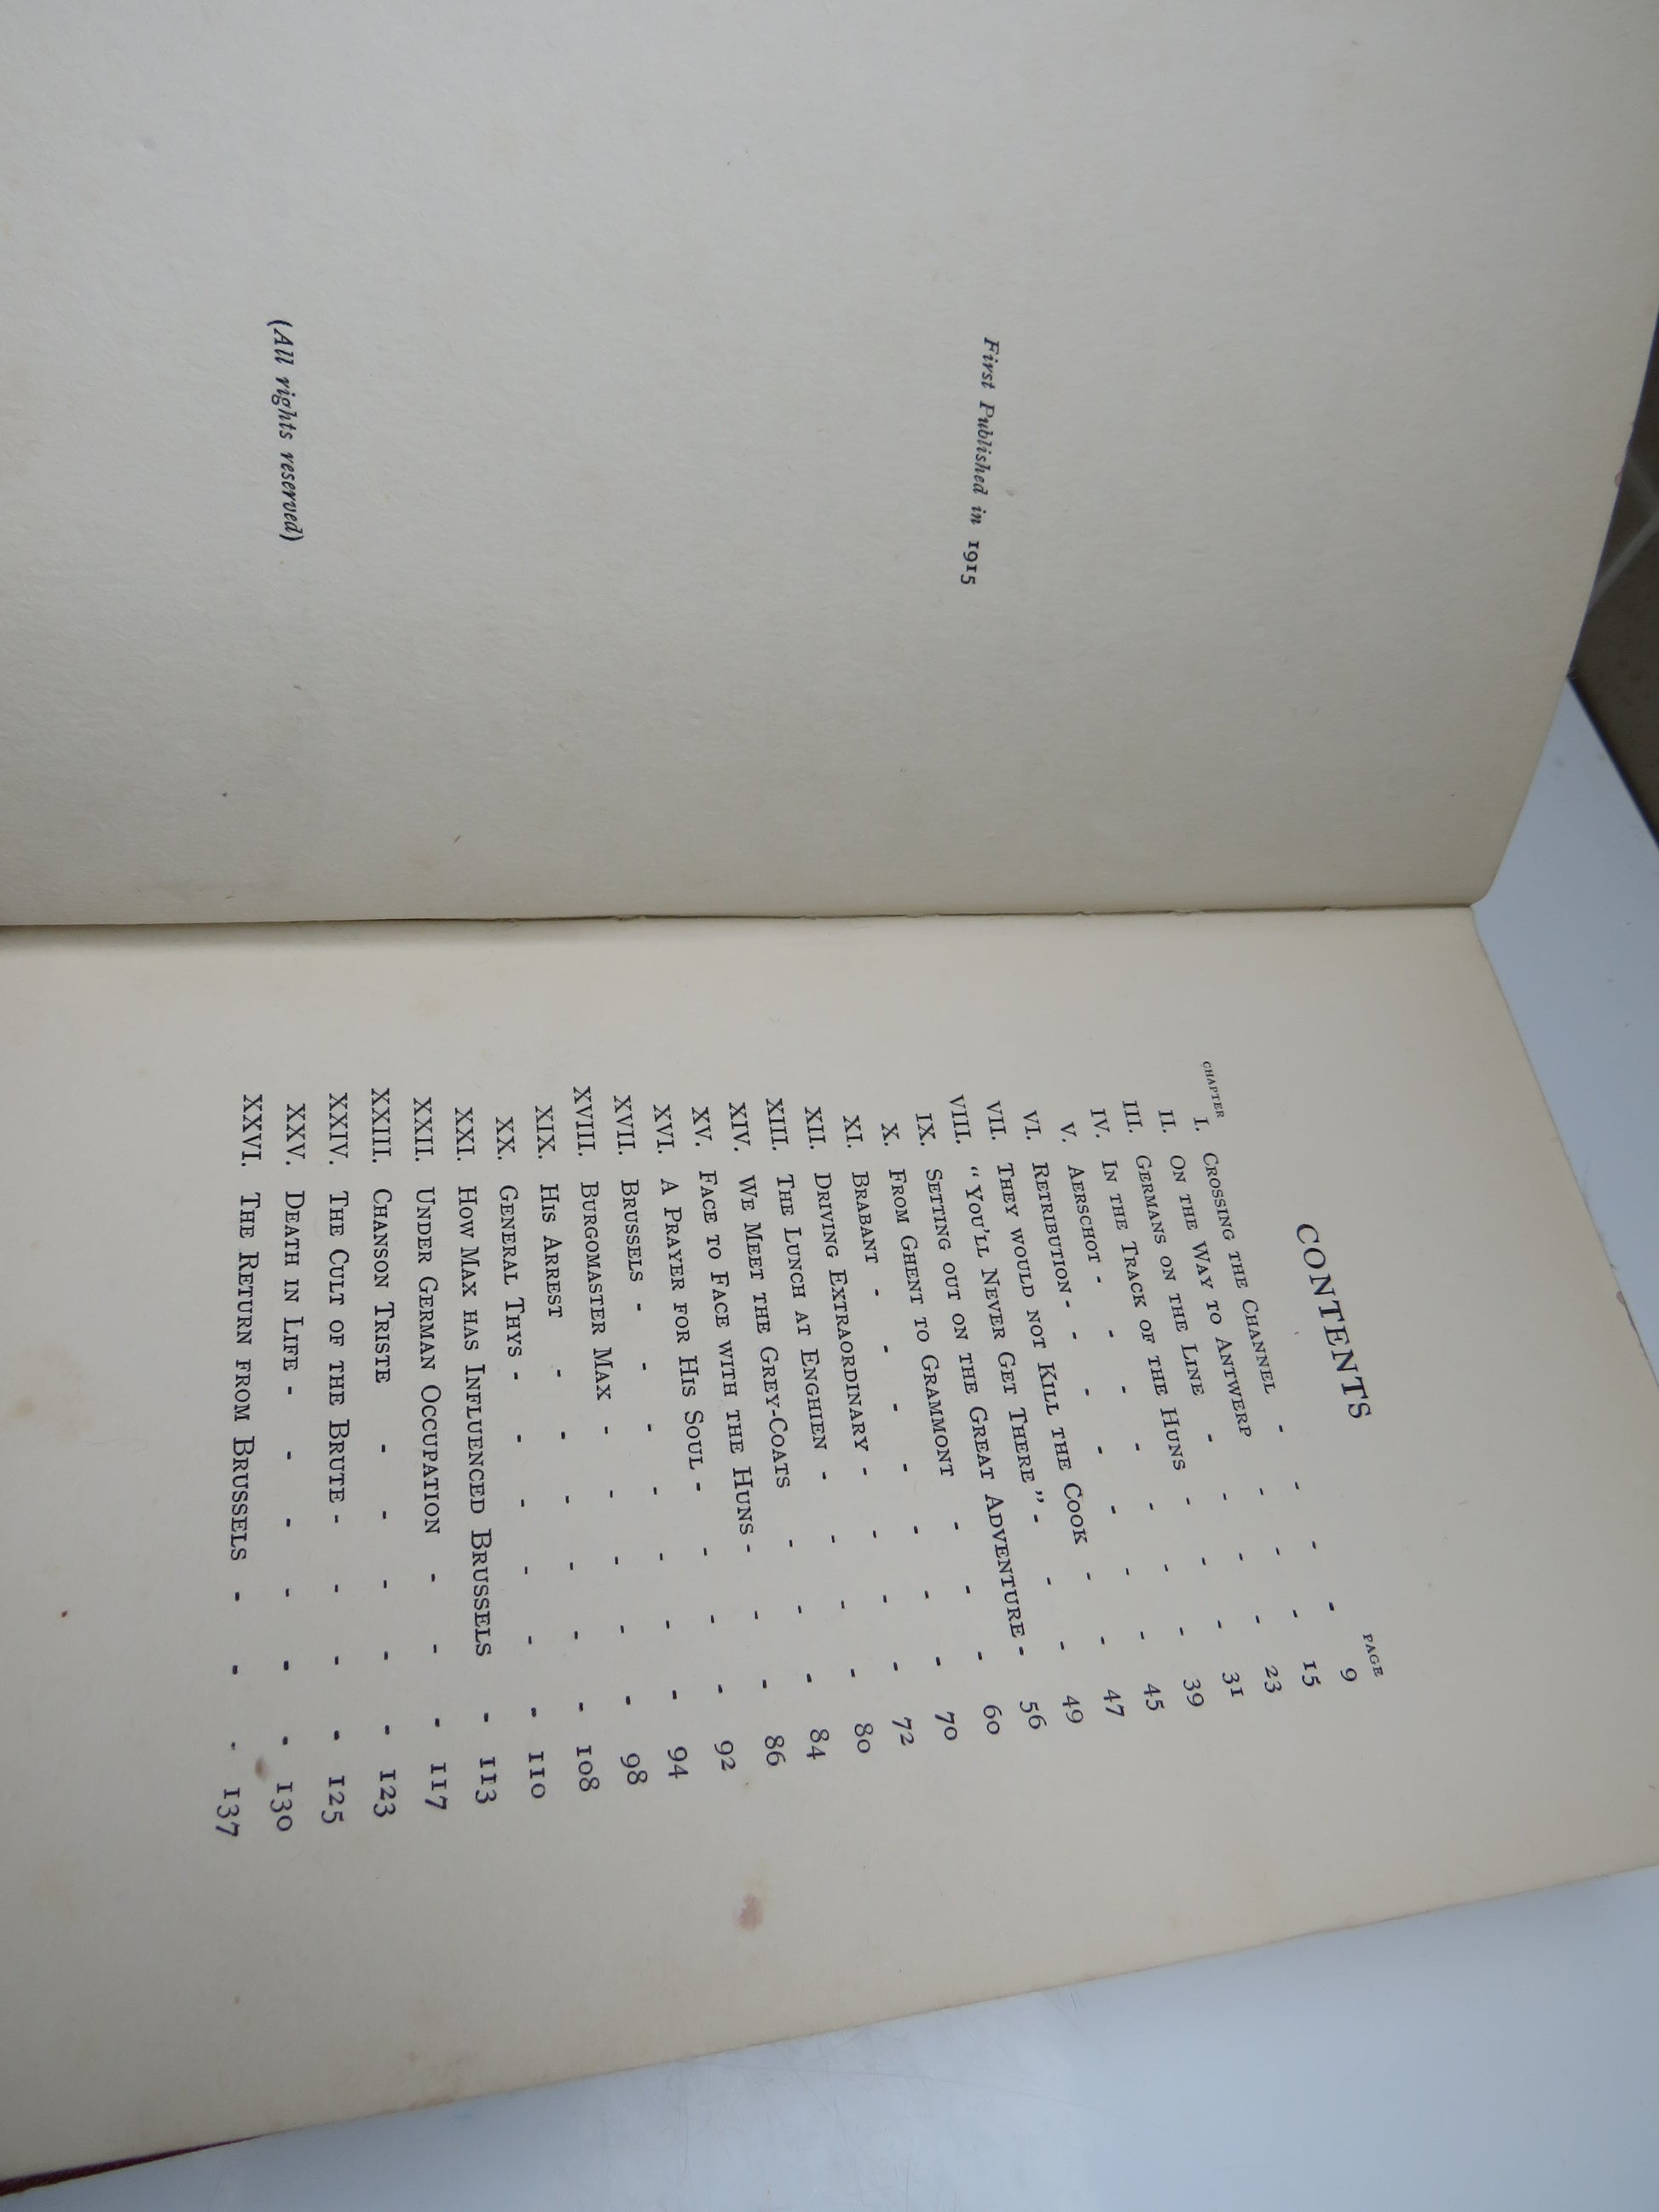 First Published in 1915
(All rights reserved)
CONTENTS
CHAPTER PAGE
I. CROSSING THE CHANNEL - - - - 9
II. ON THE WAY TO ANTWERP - - - 15
III. GERMANS ON THE LINE - - - - 23
IV. IN THE TRACK OF THE HUNS - - - 31
V. AERSCHOT - - - - - - 39
VI. RETRIBUTION - - - - - - 45
VII. THEY WOULD NOT KILL THE COOK - - 47
VIII. "YOU'LL NEVER GET THERE" - - - 49
IX. SETTING OUT ON THE GREAT ADVENTURE - 56
X. FROM GHENT TO GRAMMONT - - - 60
XI. BRABANT - - - - - - - 70
XII. DRIVING EXTRAORDINARY - - - - 72
XIII. THE LUNCH AT ENGHIEN - - - - 80
XIV. WE MEET THE GREY-COATS - - - 84
XV. FACE TO FACE WITH THE HUNS - - - 86
XVI. A PRAYER FOR HIS SOUL - - - - 92
XVII. BRUSSELS - - - - - - - 94
XVIII. BURGOMASTER MAX - - - - - 98
XIX. HIS ARREST - - - - - - 108
XX. GENERAL THYS - - - - - - 110
XXI. HOW MAX HAS INFLUENCED BRUSSELS - 113
XXII. UNDER GERMAN OCCUPATION - - - 117
XXIII. CHANSON TRISTE - - - - - 123
XXIV. THE CULT OF THE BRUTE - - - - 125
XXV. DEATH IN LIFE - - - - - - 130
XXVI. THE RETURN FROM BRUSSELS - - - 137